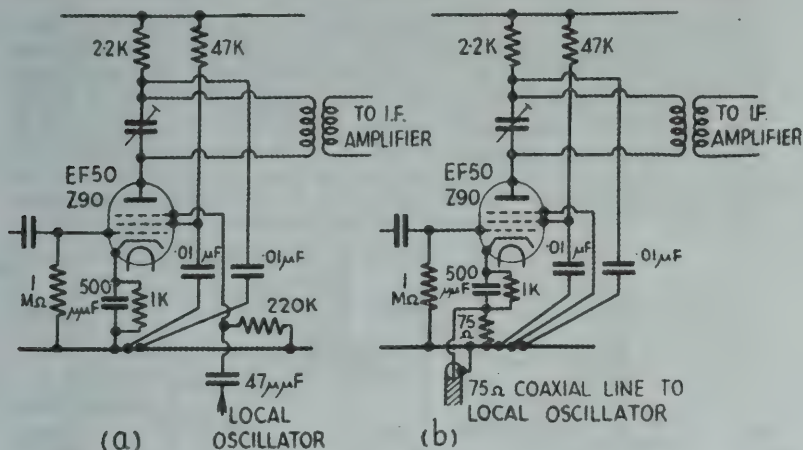 2·2K
47K
TO I.F.
AMPLIFIER
EF50
Z90
·01 μF
·01μF
1
MΩ
500
μμF
1K
220K
47μμF
LOCAL
OSCILLATOR
(a)
2·2K
47K
TO I.F.
AMPLIFIER
EF50
Z90
·01 μF
·01μF
1
MΩ
500
μμF
1K
75
Ω
75Ω COAXIAL LINE TO
LOCAL OSCILLATOR
(b)